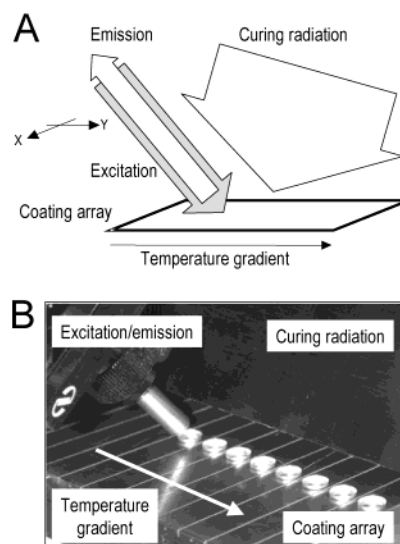 A
Emission
Curing radiation
X
Y
Excitation
Coating array
Temperature gradient
B
Excitation/emission
Curing radiation
Temperature
gradient
Coating array